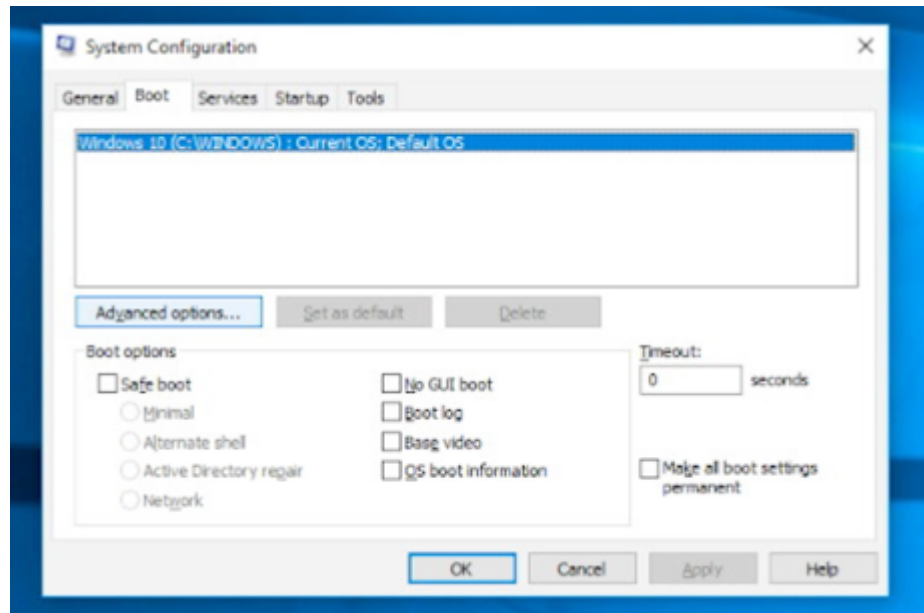 System Configuration
General Boot Services Startup Tools
Windows 10 (C:\WINDOWS) : Current OS; Default OS
Advanced options... Set as default Delete
Boot options
Timeout:
Safe boot No GUI boot 0 seconds
Minimal Boot log
Alternate shell Base video
Active Directory repair OS boot information Make all boot settings
permanent
Network
OK Cancel Apply Help